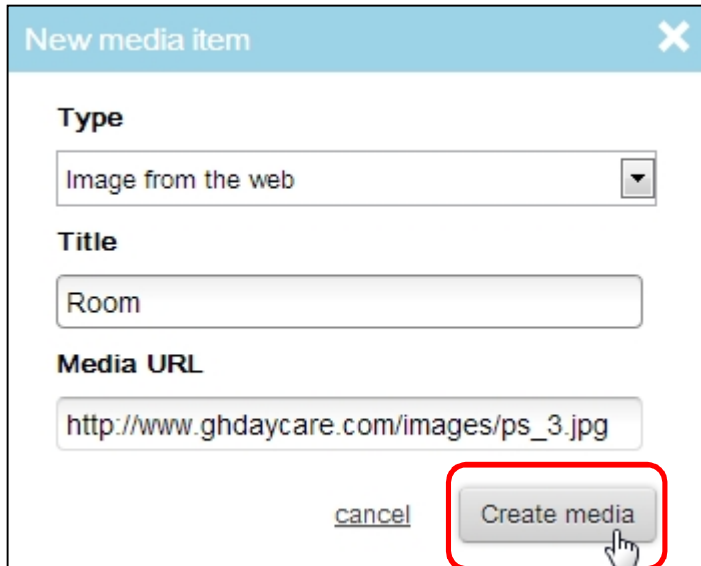 New media item
Type
Image from the web
Title
Room
Media URL
http://www.ghdaycare.com/images/ps_3.jpg
cancel Create media